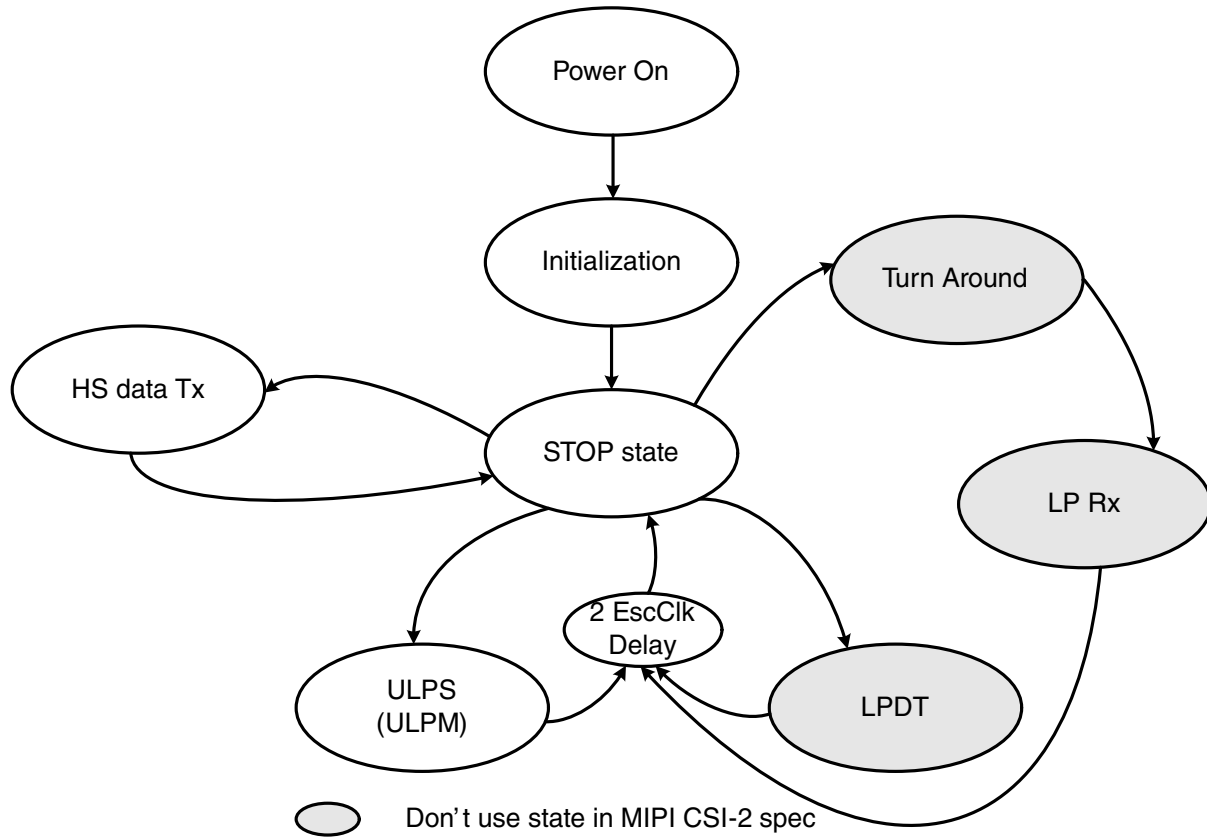 Power On
Initialization
Turn Around
HS data Tx
STOP state
LP Rx
2 EscClk
Delay
ULPS
(ULPM)
LPDT
Don't use state in MIPI CSI-2 spec